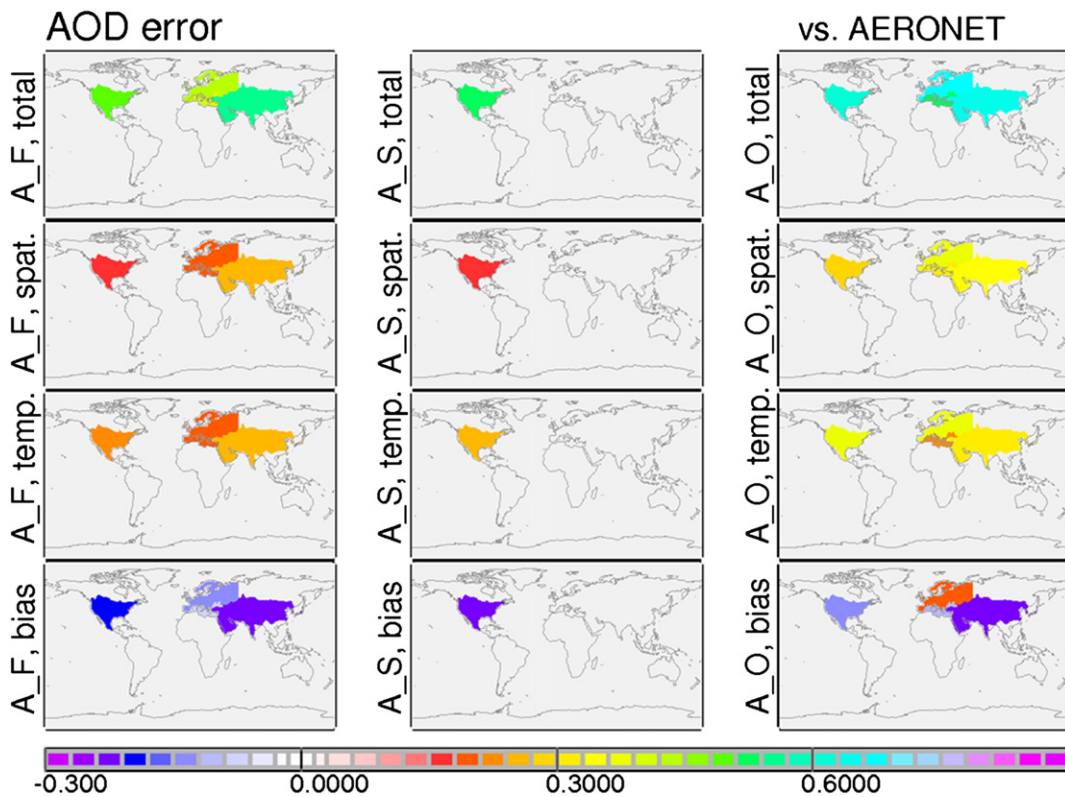 AOD error
vs. AERONET
A_F, total
A_S, total
A_O, total
A_F, spat.
A_S, spat.
A_O, spat.
A_F, temp.
A_S, temp.
A_O, temp.
A_F, bias
A_S, bias
A_O, bias
-0.300 0.0000 0.3000 0.6000